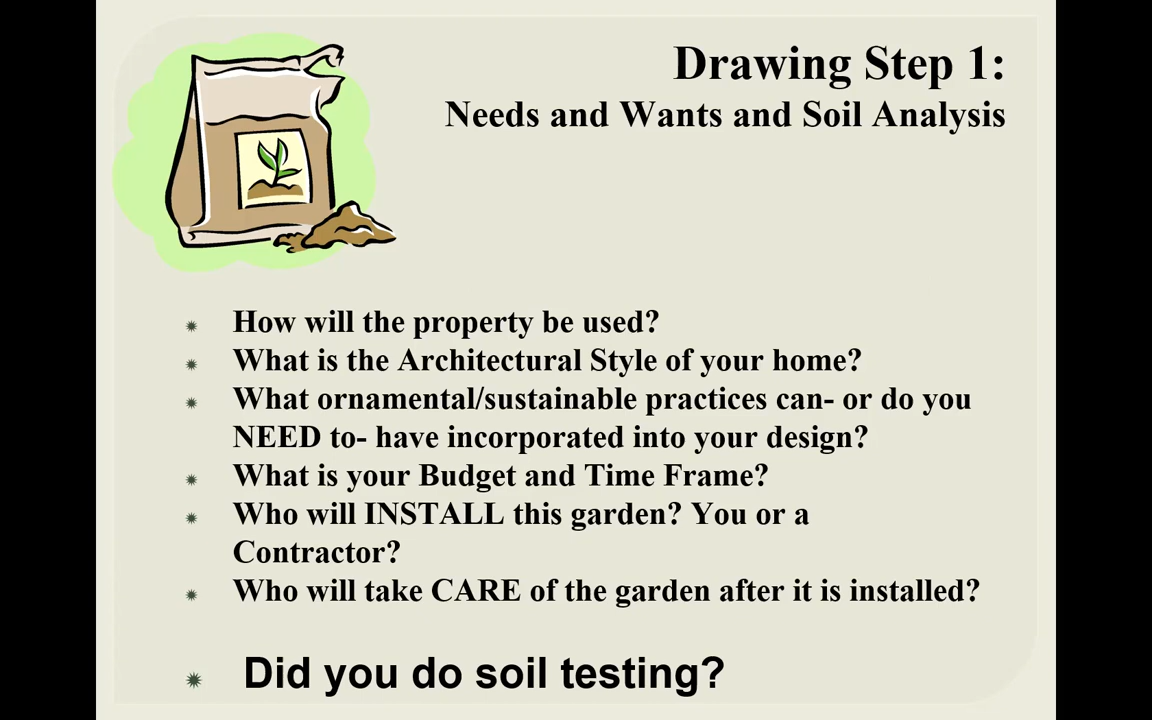 Drawing Step 1:
Needs and Wants and Soil Analysis
How will the property be used?
What is the Architectural Style of your home?
What ornamental/sustainable practices can- or do you
NEED to- have incorporated into your design?
What is your Budget and Time Frame?
Who will INSTALL this garden? You or a
Contractor?
Who will take CARE of the garden after it is installed?
Did you do soil testing?